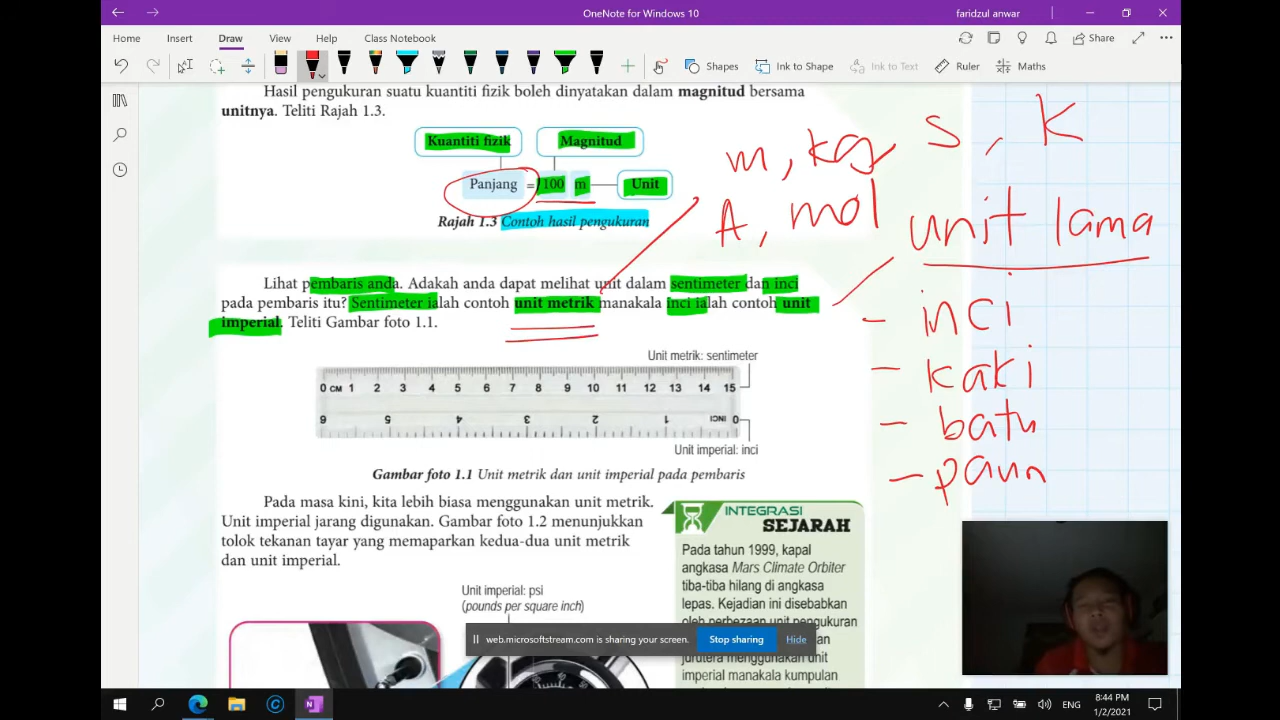 OneNote for Windows 10
faridzul anwar
Home Insert Draw View Help Class Notebook
Share
Shapes Ink to Shape Ink to Text Ruler Maths
Hasil pengukuran suatu kuantiti fizik boleh dinyatakan dalam magnitud bersama
unitnya. Teliti Rajah 1.3.
Kuantiti fizik Magnitud
Panjang = 100 m Unit
Rajah 1.3 Contoh hasil pengukuran
m, kg, s, K
A, mol
unit lama
- inci
- kaki
- batu
- paun
Lihat pembaris anda. Adakah anda dapat melihat unit dalam sentimeter dan inci
pada pembaris itu? Sentimeter ialah contoh unit metrik manakala inci ialah contoh unit
imperial. Teliti Gambar foto 1.1.
Unit metrik: sentimeter
0 CM 1 2 3 4 5 6 7 8 9 10 11 12 13 14 15
6 5 4 3 2 1 INCI 0
Unit imperial: inci
Gambar foto 1.1 Unit metrik dan unit imperial pada pembaris
Pada masa kini, kita lebih biasa menggunakan unit metrik.
Unit imperial jarang digunakan. Gambar foto 1.2 menunjukkan
tolok tekanan tayar yang memaparkan kedua-dua unit metrik
dan unit imperial.
Unit imperial: psi
(pounds per square inch)
INTEGRASI
SEJARAH
Pada tahun 1999, kapal
angkasa Mars Climate Orbiter
tiba-tiba hilang di angkasa
lepas. Kejadian ini disebabkan
oleh perbezaan unit pengukuran
jurutera menggunakan unit
imperial manakala kumpulan
web.microsoftstream.com is sharing your screen. Stop sharing Hide
ENG
8:44 PM
1/2/2021